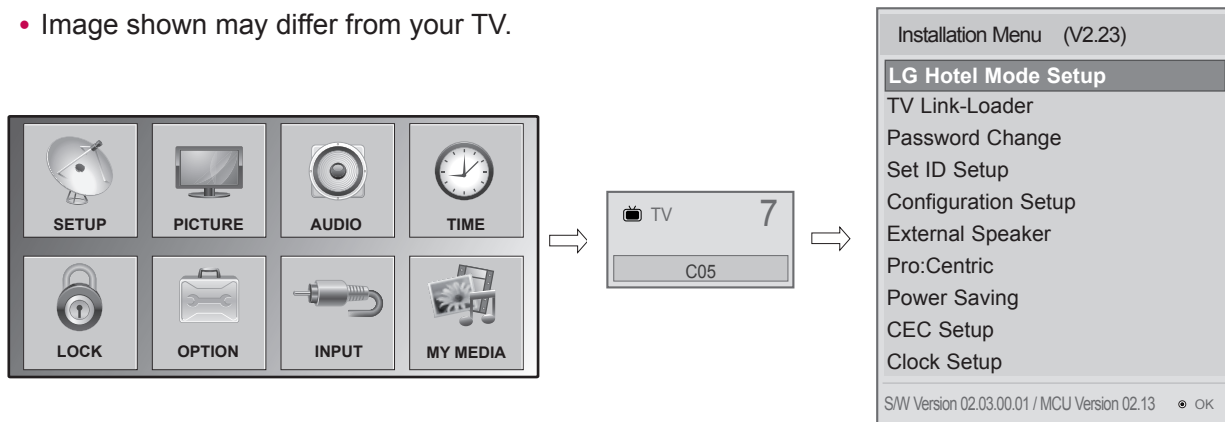 • Image shown may differ from your TV.
SETUP PICTURE AUDIO TIME
LOCK OPTION INPUT MY MEDIA
TV 7
C05
Installation Menu (V2.23)
LG Hotel Mode Setup
TV Link-Loader
Password Change
Set ID Setup
Configuration Setup
External Speaker
Pro:Centric
Power Saving
CEC Setup
Clock Setup
S/W Version 02.03.00.01 / MCU Version 02.13 ◉ OK